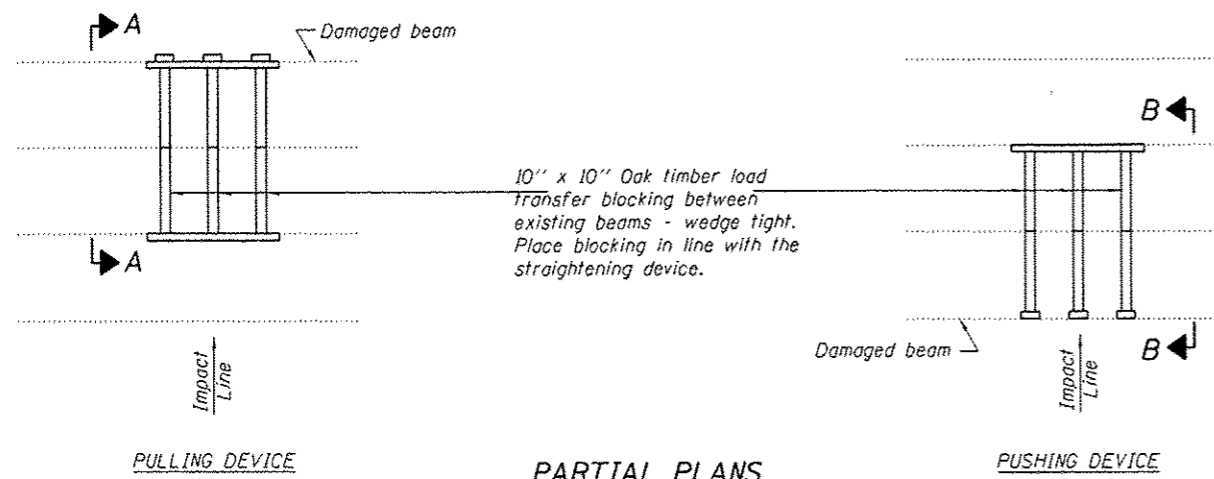 A
Damaged beam
B
10'' x 10'' Oak timber load
transfer blocking between
existing beams - wedge tight.
Place blocking in line with the
straightening device.
A
Damaged beam
B
Impact
Line
Impact
Line
PULLING DEVICE
PARTIAL PLANS
PUSHING DEVICE